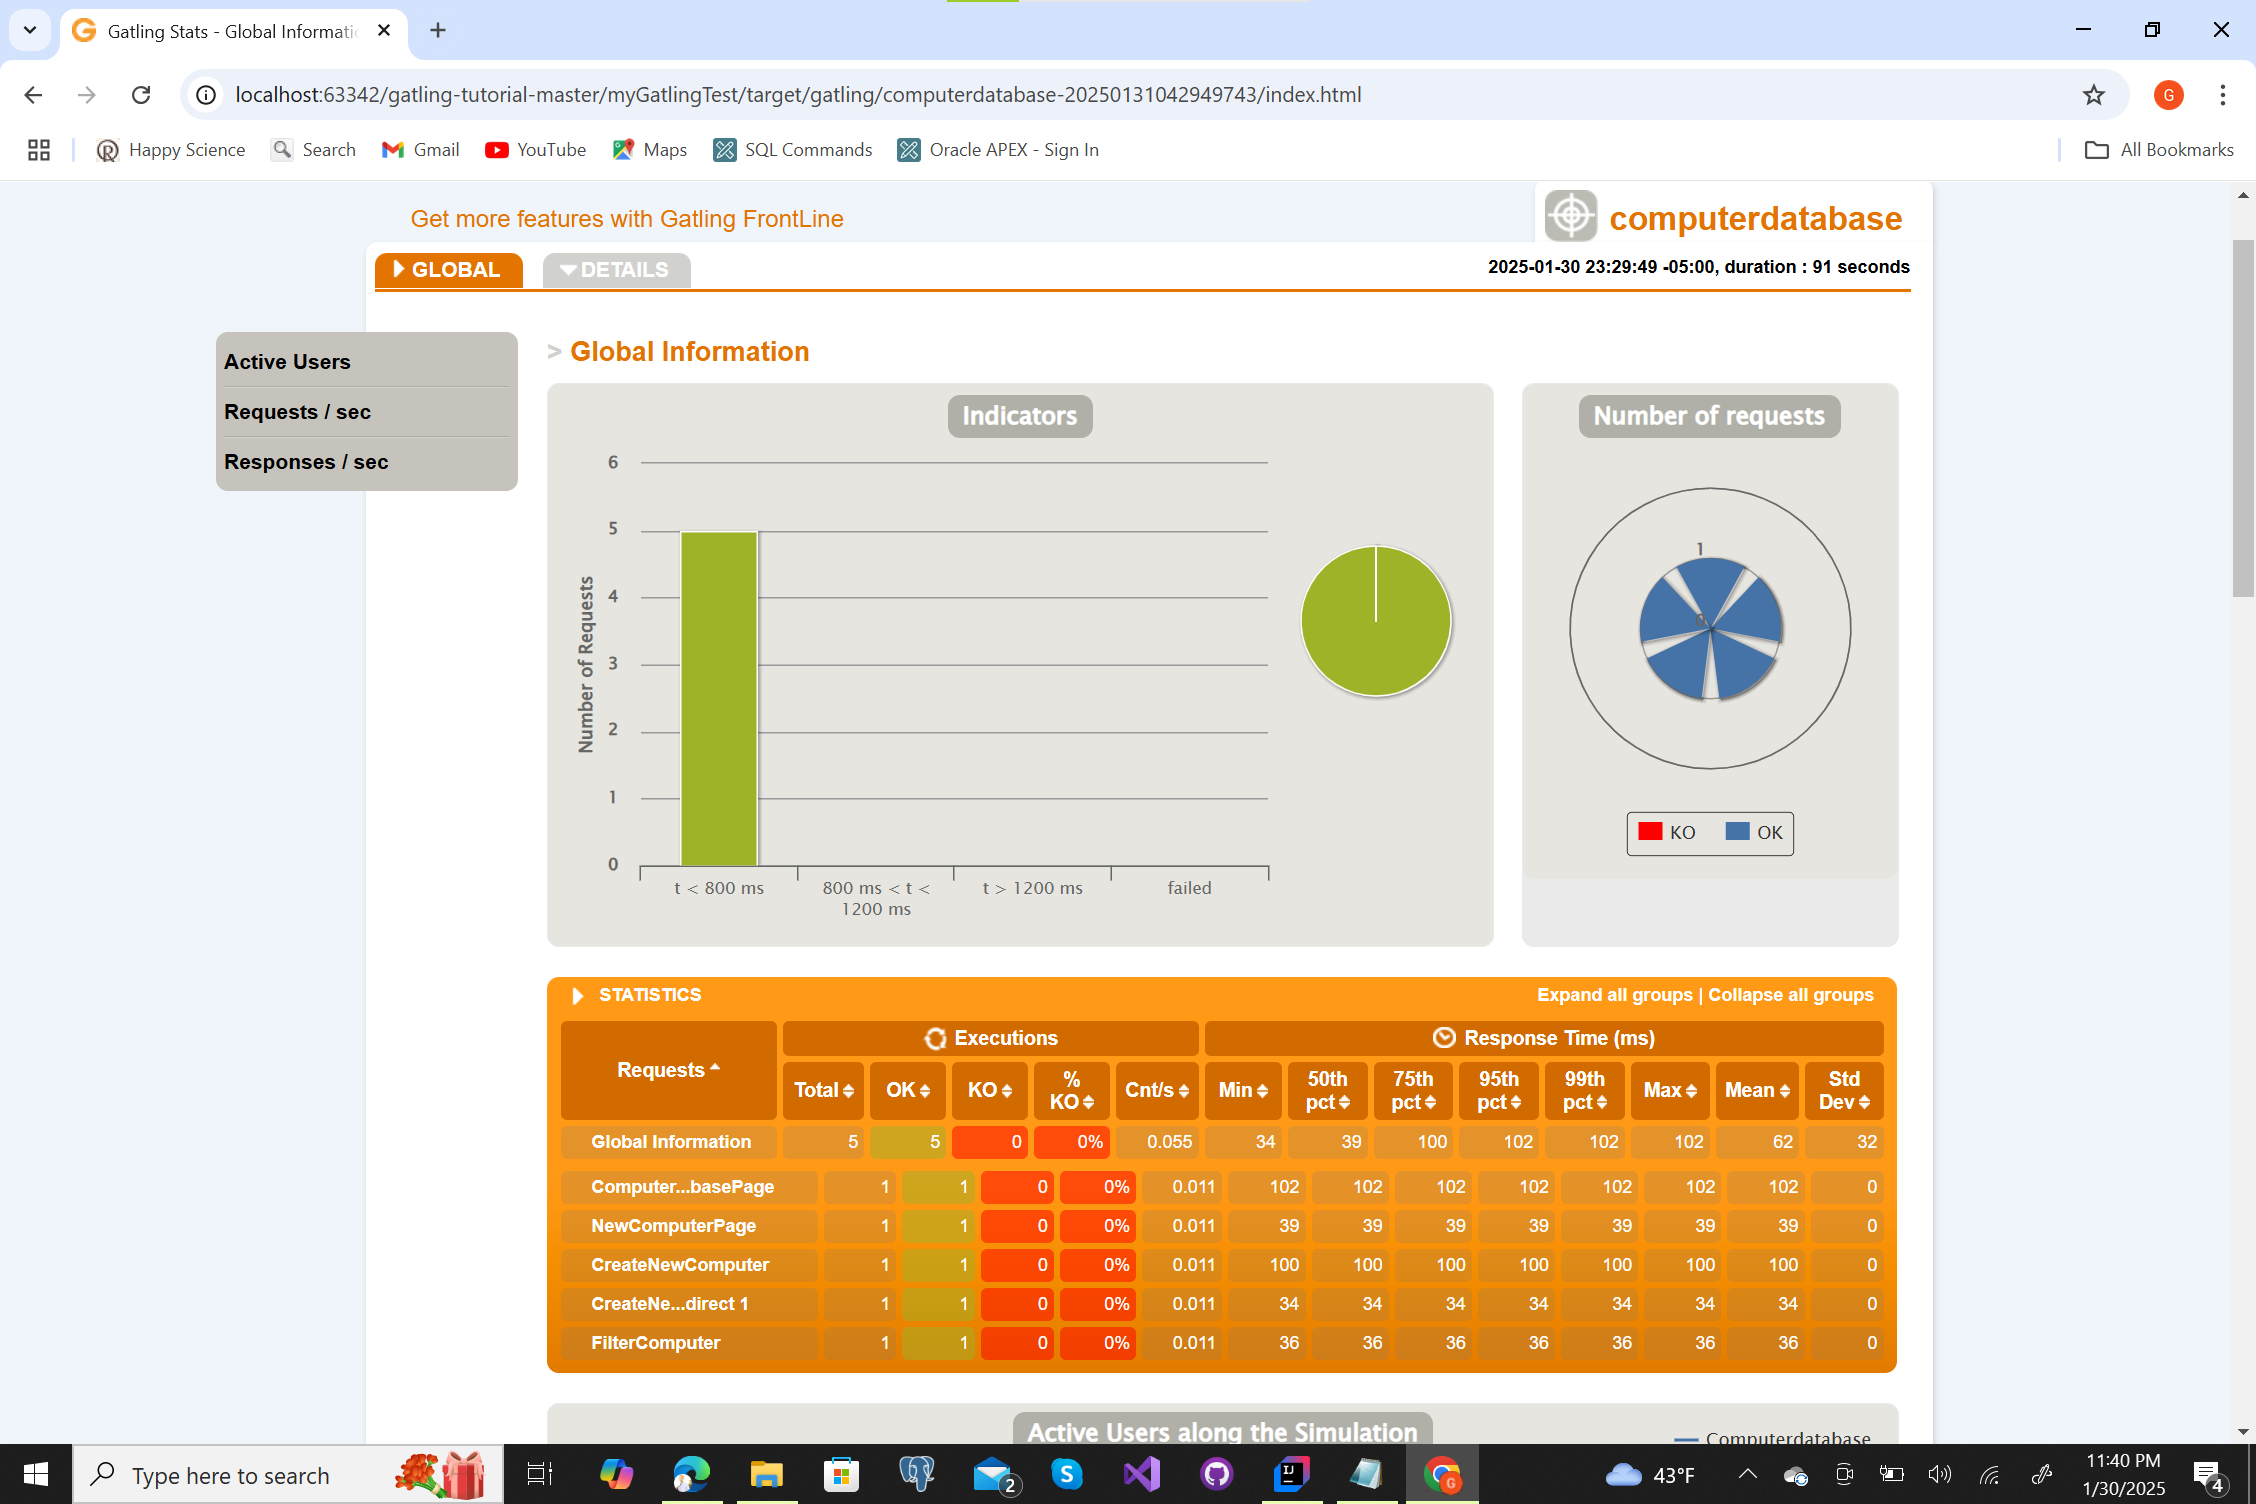 Gatling Stats - Global Informatio
localhost:63342/gatling-tutorial-master/myGatlingTest/target/gatling/computerdatabase-20250131042949743/index.html
G
Happy Science
Search
Gmail
YouTube
Maps
SQL Commands
Oracle APEX - Sign In
All Bookmarks
Get more features with Gatling FrontLine
computerdatabase
GLOBAL
DETAILS
2025-01-30 23:29:49 -05:00, duration : 91 seconds
Active Users
Requests / sec
Responses / sec
> Global Information
Indicators
Number of Requests
6
5
4
3
2
1
0
t < 800 ms
800 ms < t <
1200 ms
t > 1200 ms
failed
Number of requests
1
0
KO OK
STATISTICS
Expand all groups | Collapse all groups
Requests
Executions
Response Time (ms)
Total OK KO % KO Cnt/s Min 50th pct 75th pct 95th pct 99th pct Max Mean Std Dev
Global Information 5 5 0 0% 0.055 34 39 100 102 102 102 62 32
Computer...basePage 1 1 0 0% 0.011 102 102 102 102 102 102 102 0
NewComputerPage 1 1 0 0% 0.011 39 39 39 39 39 39 39 0
CreateNewComputer 1 1 0 0% 0.011 100 100 100 100 100 100 100 0
CreateNe...direct 1 1 1 0 0% 0.011 34 34 34 34 34 34 34 0
FilterComputer 1 1 0 0% 0.011 36 36 36 36 36 36 36 0
Active Users along the Simulation
Computerdatabase
Type here to search
2
S
IJ
G
43°F
11:40 PM
1/30/2025
4